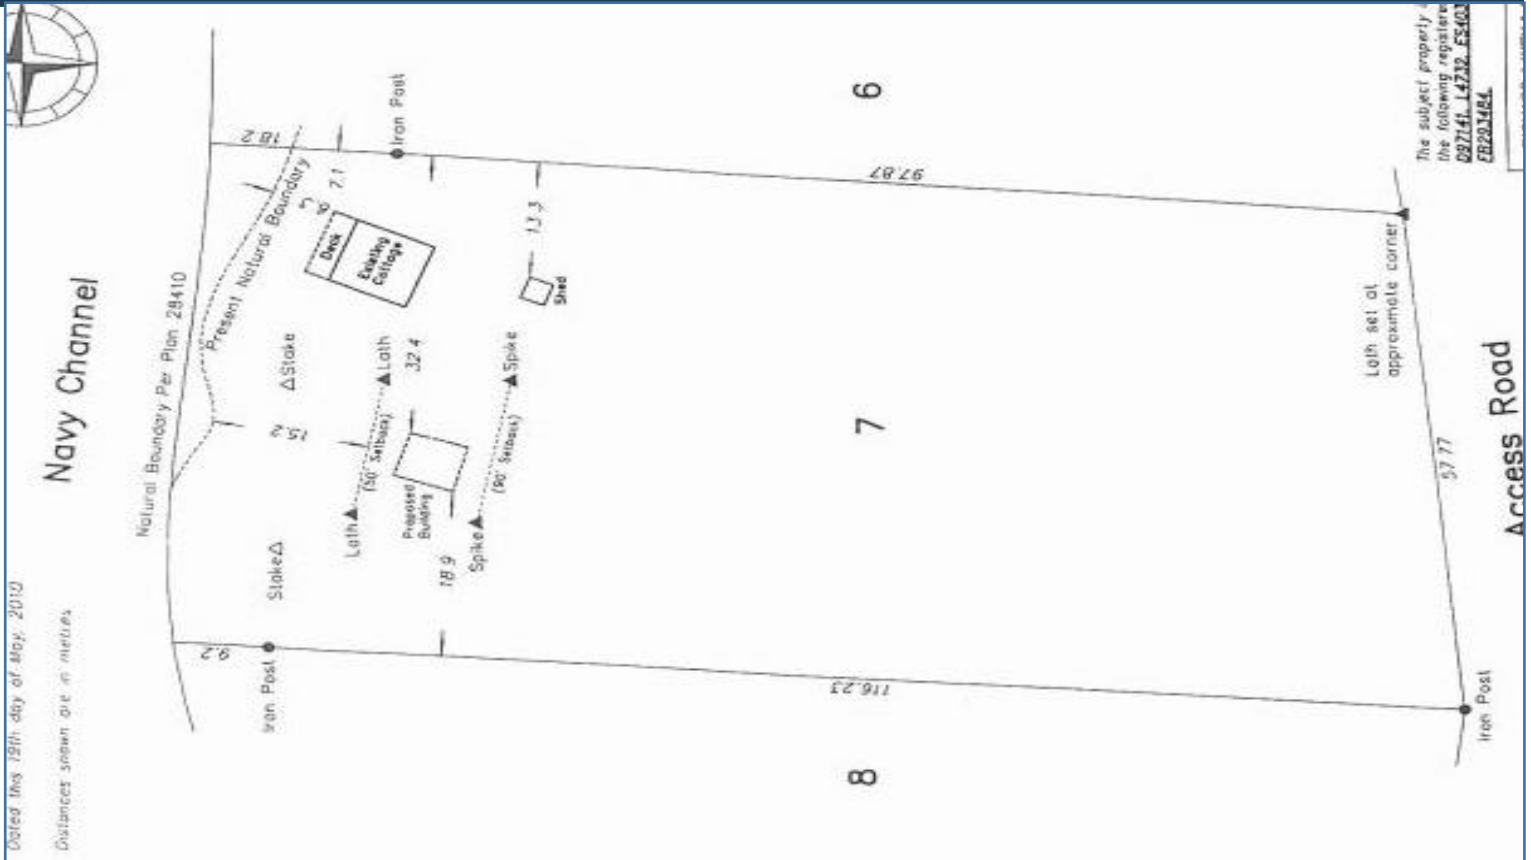 Dated this 19th day of May, 2010
Distances shown are in metres
Navy Channel
Natural Boundary Per Plan 28410
Present Natural Boundary
18.2
Iron Post
7.1
Deck
Existing
Cottage
13.3
Shed
Stake
15.2
Lath
32.4
(50' Setback)
Lath
Proposed
Building
Spike
(90' Setback)
Spike
18.9
Stake
9.2
Iron Post
6
97.87
7
116.23
8
Lath set at
approximate corner
57.77
Access Road
Iron Post
The subject property
the following
D97141, L4732,